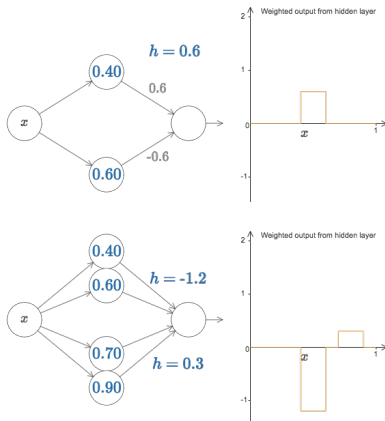 Weighted output from hidden layer
2
h = 0.6
0.40
1
0.6
x
0
x
1
-0.6
0.60
-1
Weighted output from hidden layer
2
0.40
h = -1.2
0.60
1
x
0
x
1
0.70
h = 0.3
0.90
-1